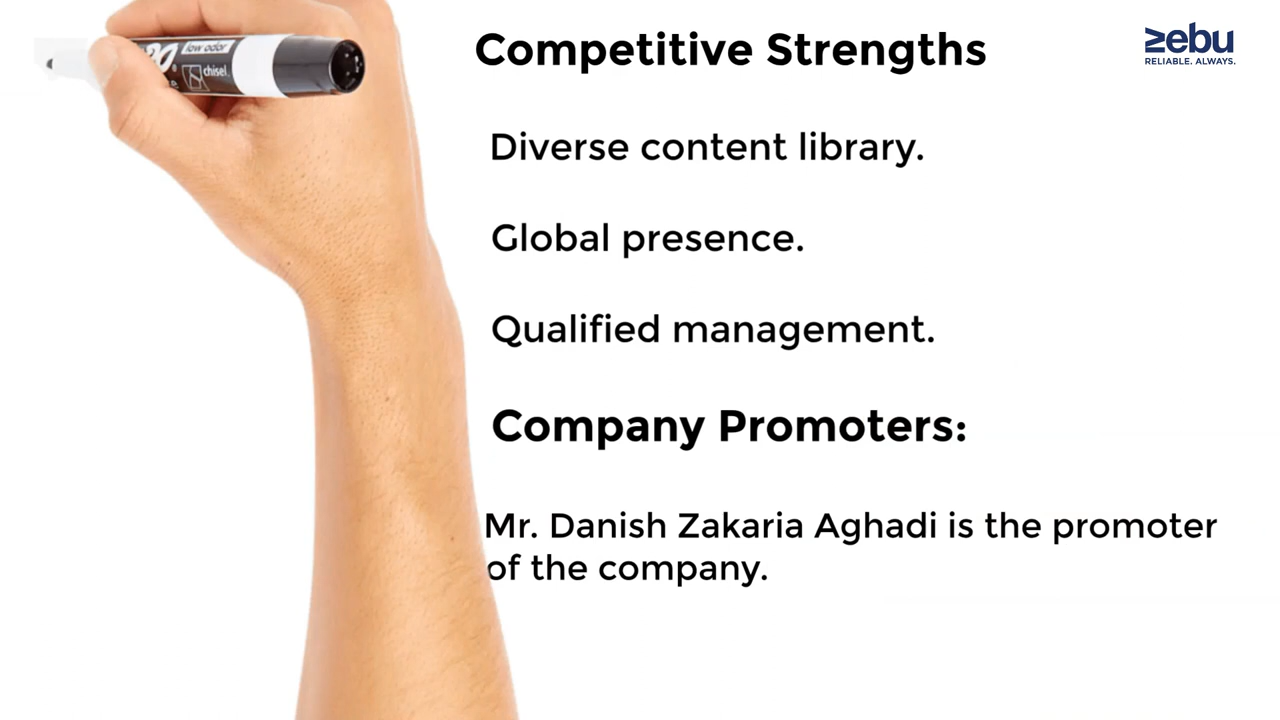 Competitive Strengths
zebu
RELIABLE. ALWAYS.
low odor
chisel
Diverse content library.
Global presence.
Qualified management.
Company Promoters:
Mr. Danish Zakaria Aghadi is the promoter
of the company.